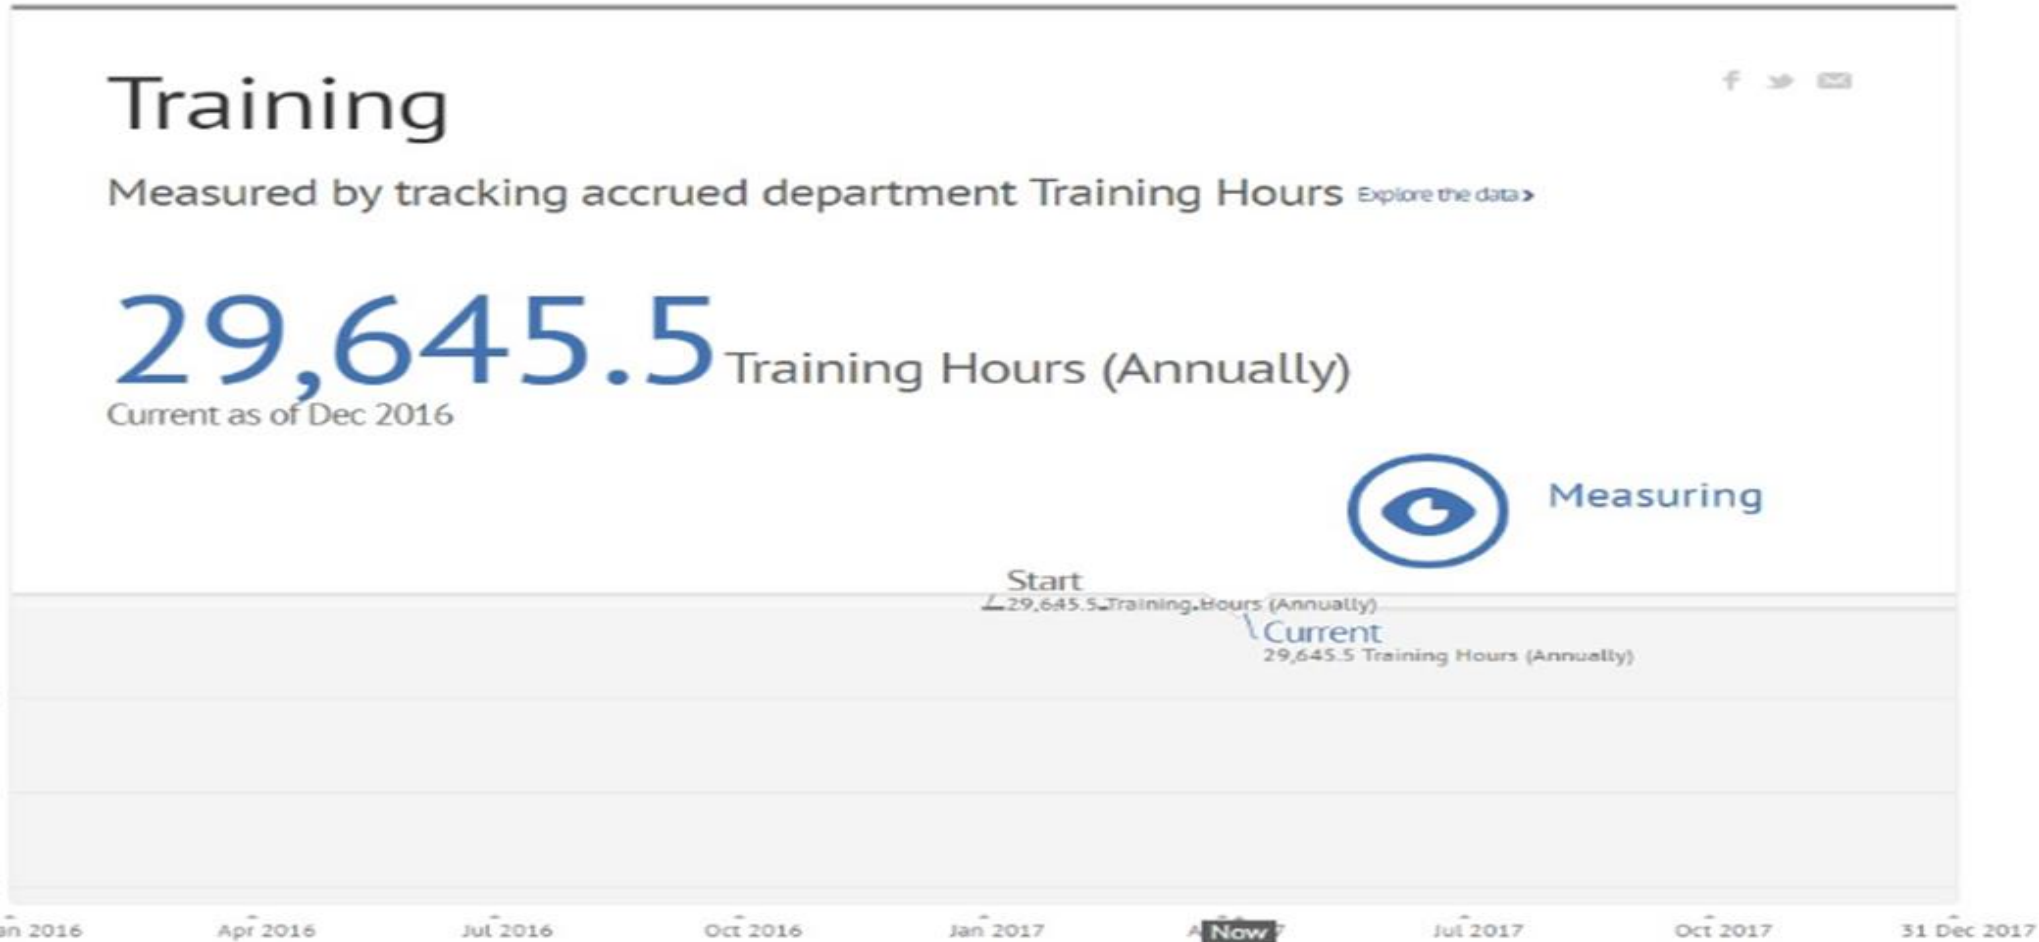 Training
Measured by tracking accrued department Training Hours Explore the data
29,645.5 Training Hours (Annually)
Current as of Dec 2016
Measuring
Start
29,645.5 Training Hours (Annually)
Current
29,645.5 Training Hours (Annually)
2016 Apr 2016 Jul 2016 Oct 2016 Jan 2017 Now Jul 2017 Oct 2017 31 Dec 2017